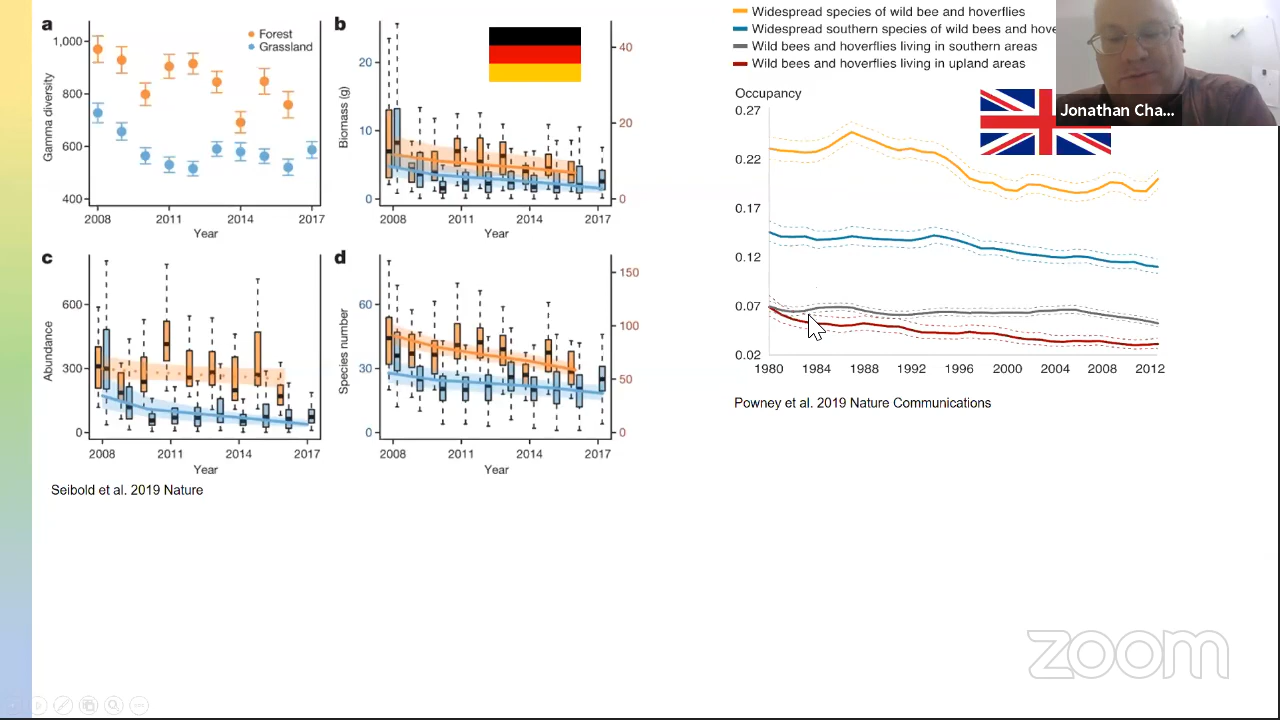 a
Forest
Grassland
1,000
800
600
400
Gamma diversity
2008 2011 2014 2017
Year
b
20
10
0
Biomass (g)
40
20
0
2008 2011 2014 2017
Year
c
600
300
0
Abundance
2008 2011 2014 2017
Year
d
60
30
0
Species number
150
100
50
0
2008 2011 2014 2017
Year
Seibold et al. 2019 Nature
Widespread species of wild bee and hoverflies
Widespread southern species of wild bees and hove
Wild bees and hoverflies living in southern areas
Wild bees and hoverflies living in upland areas
Occupancy
0.27
0.22
0.17
0.12
0.07
0.02
1980 1984 1988 1992 1996 2000 2004 2008 2012
Powney et al. 2019 Nature Communications
Jonathan Cha...
zoom